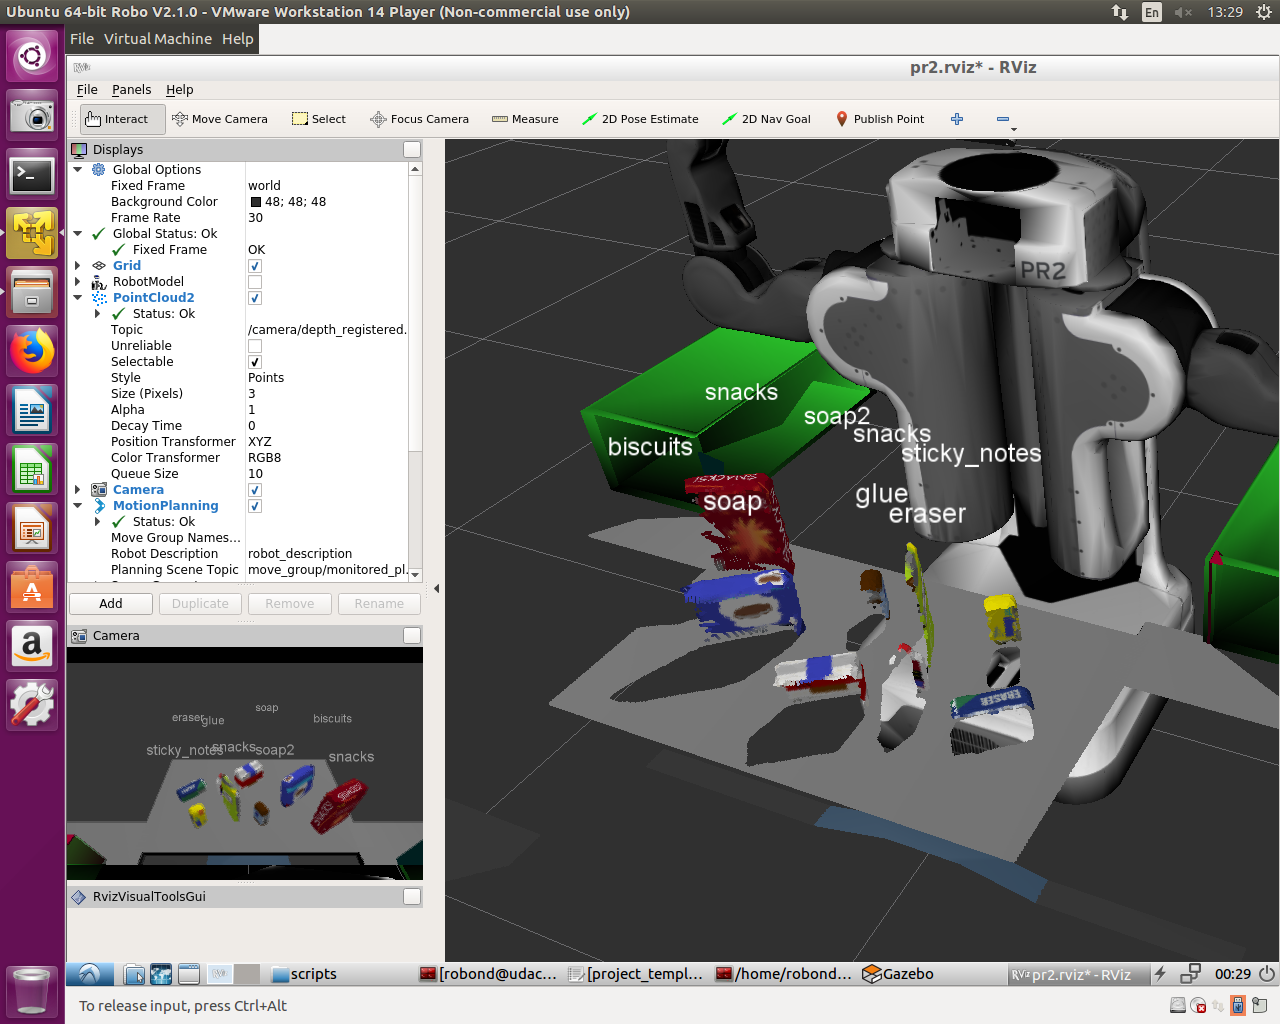 Ubuntu 64-bit Robo V2.1.0 - VMware Workstation 14 Player (Non-commercial use only)
En
13:29
File Virtual Machine Help
RViz
pr2.rviz* - RViz
File Panels Help
Interact
Move Camera
Select
Focus Camera
Measure
2D Pose Estimate
2D Nav Goal
Publish Point
Displays
Global Options
Fixed Frame world
Background Color 48; 48; 48
Frame Rate 30
Global Status: Ok
Fixed Frame OK
Grid
RobotModel
PointCloud2
Status: Ok
Topic /camera/depth_registered.
Unreliable
Selectable
Style Points
Size (Pixels) 3
Alpha 1
Decay Time 0
Position Transformer XYZ
Color Transformer RGB8
Queue Size 10
Camera
MotionPlanning
Status: Ok
Move Group Names...
Robot Description robot_description
Planning Scene Topic move_group/monitored_pl.
Add Duplicate Remove Rename
Camera
soap
eraser
glue
biscuits
sticky_notes
snacks
soap2
snacks
RvizVisualToolsGui
PR2
snacks
soap2
snacks
biscuits
sticky_notes
SNACKS!
soap
glue
eraser
ERASER
scripts
[robond@udac...
[project_templ...
/home/robond...
Gazebo
RViz pr2.rviz* - RViz
00:29
To release input, press Ctrl+Alt